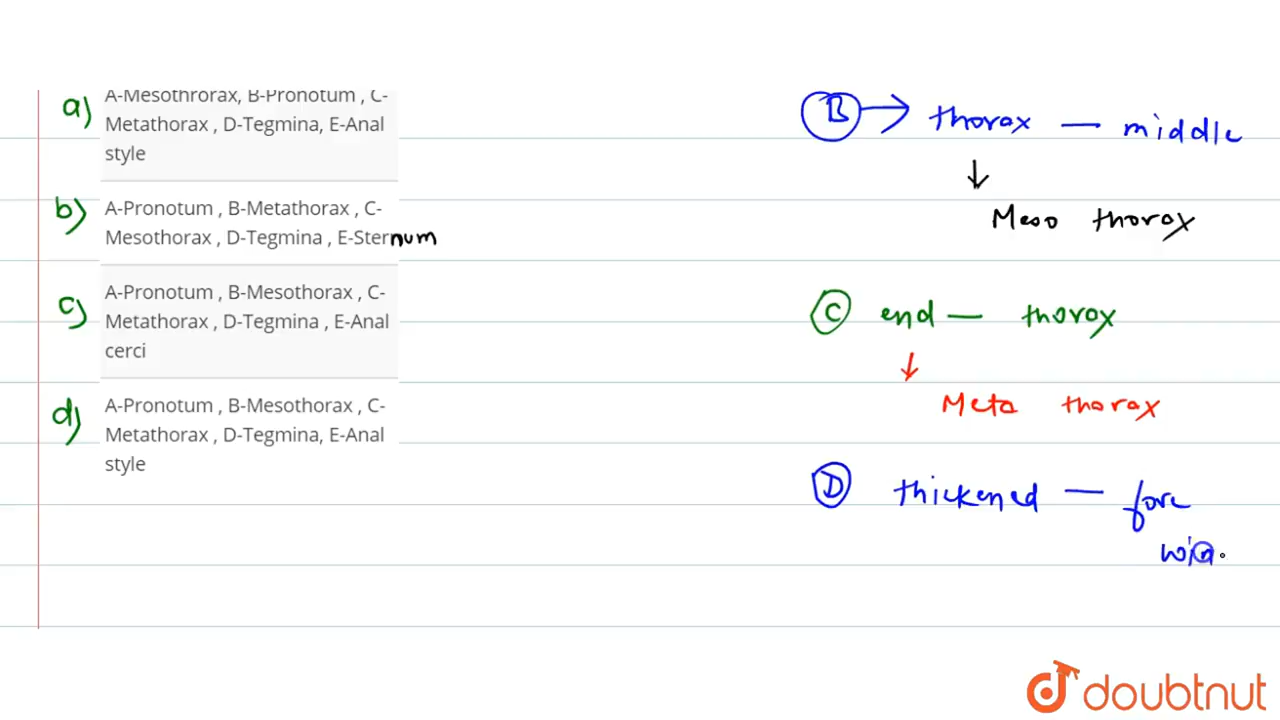 a) A-Mesothrorax, B-Pronotum , C-
Metathorax , D-Tegmina, E-Anal
style
b) A-Pronotum , B-Metathorax , C-
Mesothorax , D-Tegmina , E-Sternum
c) A-Pronotum , B-Mesothorax , C-
Metathorax , D-Tegmina , E-Anal
cerci
d) A-Pronotum , B-Mesothorax , C-
Metathorax , D-Tegmina, E-Anal
style
B → thorax — middle
↓
Meso thorax
C end — thorax
↓
Meta thorax
D thickened — fore
doubtnut